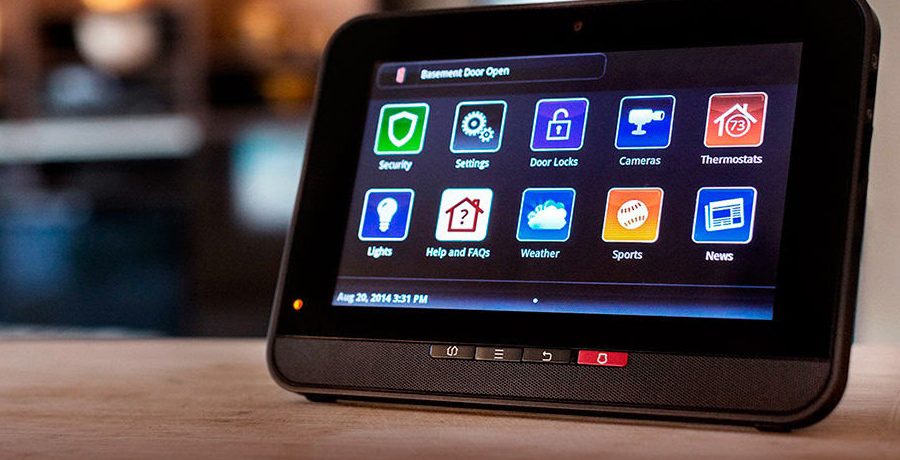 Basement Door Open
Security
Settings
Door Locks
Cameras
73
Thermostats
Lights
?
Help and FAQs
Weather
Sports
News
Aug 20, 2014 3:31 PM